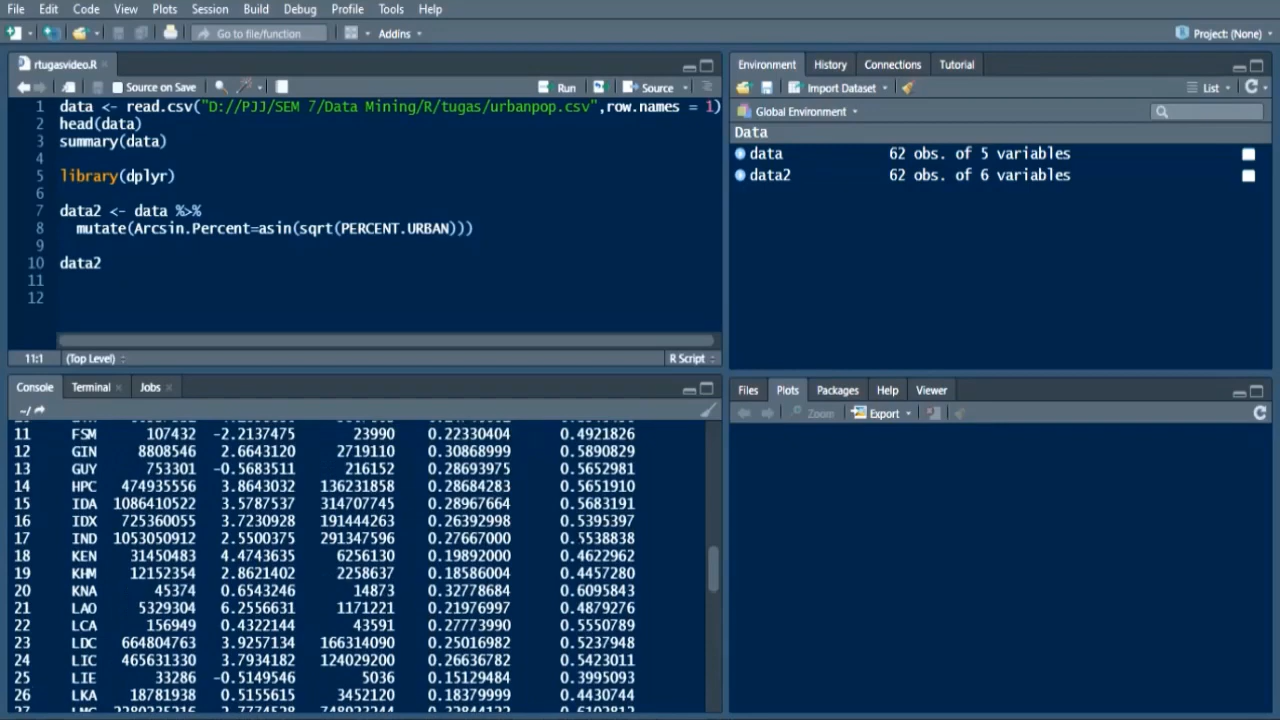 File Edit Code View Plots Session Build Debug Profile Tools Help
Go to file/function Addins Project: (None)
rtugasvideo.R
Source on Save Run Source
1 data <- read.csv("D://PJJ/SEM 7/Data Mining/R/tugas/urbanpop.csv",row.names = 1)
2 head(data)
3 summary(data)
4
5 library(dplyr)
6
7 data2 <- data %>%
8 mutate(Arcsin.Percent=asin(sqrt(PERCENT.URBAN)))
9
10 data2
11
12
11:1 (Top Level) R Script
Console Terminal Jobs
~/
11 FSM 107432 -2.2137475 23990 0.22330404 0.4921826
12 GIN 8808546 2.6643120 2719110 0.30868999 0.5890829
13 GUY 753301 -0.5683511 216152 0.28693975 0.5652981
14 HPC 474935556 3.8643032 136231858 0.28684283 0.5651910
15 IDA 1086410522 3.5787537 314707745 0.28967664 0.5683191
16 IDX 725360055 3.7230928 191444263 0.26392998 0.5395397
17 IND 1053050912 2.5500375 291347596 0.27667000 0.5538838
18 KEN 31450483 4.4743635 6256130 0.19892000 0.4622962
19 KHM 12152354 2.8621402 2258637 0.18586004 0.4457280
20 KNA 45374 0.6543246 14873 0.32778684 0.6095843
21 LAO 5329304 6.2556631 1171221 0.21976997 0.4879276
22 LCA 156949 0.4322144 43591 0.27773990 0.5550789
23 LDC 664804763 3.9257134 166314090 0.25016982 0.5237948
24 LIC 465631330 3.7934182 124029200 0.26636782 0.5423011
25 LIE 33286 -0.5149546 5036 0.15129484 0.3995093
26 LKA 18781938 0.5155615 3452120 0.18379999 0.4430744
Environment History Connections Tutorial
Import Dataset List
Global Environment
Data
data 62 obs. of 5 variables
data2 62 obs. of 6 variables
Files Plots Packages Help Viewer
Zoom Export